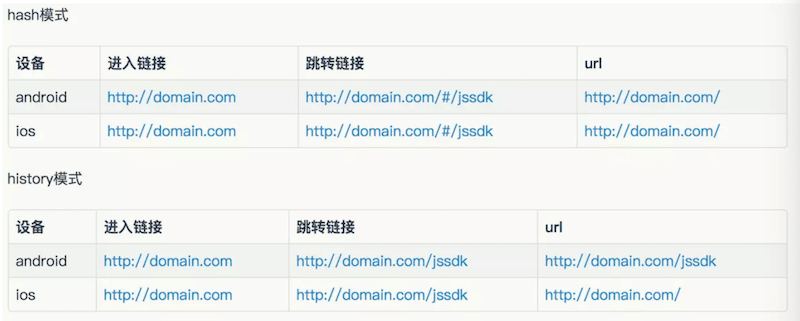 hash模式
设备 进入链接 跳转链接 url
android http://domain.com http://domain.com/#/jssdk http://domain.com/
ios http://domain.com http://domain.com/#/jssdk http://domain.com/
history模式
设备 进入链接 跳转链接 url
android http://domain.com http://domain.com/jssdk http://domain.com/jssdk
ios http://domain.com http://domain.com/jssdk http://domain.com/